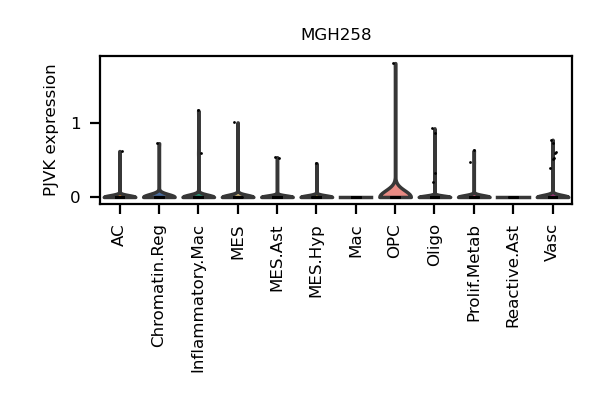 MGH258
PJVK expression
1
0
AC
Chromatin.Reg
Inflammatory.Mac
MES
MES.Ast
MES.Hyp
Mac
OPC
Oligo
Prolif.Metab
Reactive.Ast
Vasc